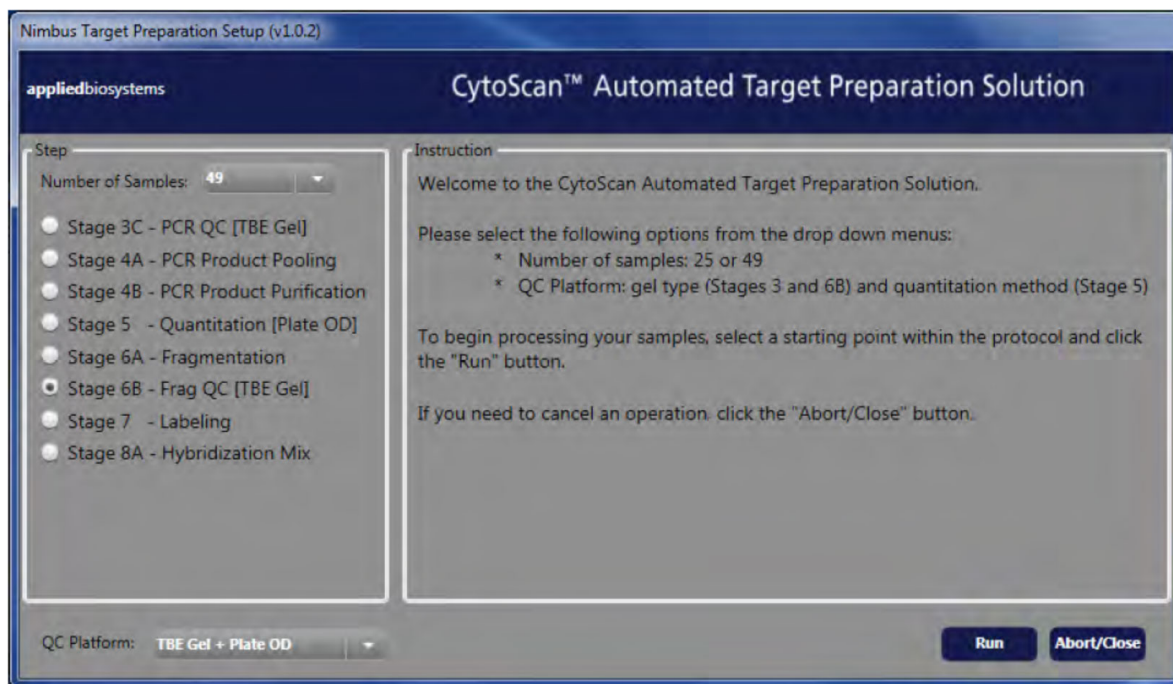 Nimbus Target Preparation Setup (v1.0.2)
appliedbiosystems
CytoScan™ Automated Target Preparation Solution
Step
Number of Samples: 49
Stage 3C - PCR QC [TBE Gel]
Stage 4A - PCR Product Pooling
Stage 4B - PCR Product Purification
Stage 5 - Quantitation [Plate OD]
Stage 6A - Fragmentation
Stage 6B - Frag QC [TBE Gel]
Stage 7 - Labeling
Stage 8A - Hybridization Mix
Instruction
Welcome to the CytoScan Automated Target Preparation Solution.
Please select the following options from the drop down menus:
* Number of samples: 25 or 49
* QC Platform: gel type (Stages 3 and 6B) and quantitation method (Stage 5)
To begin processing your samples, select a starting point within the protocol and click
the "Run" button.
If you need to cancel an operation, click the "Abort/Close" button.
QC Platform: TBE Gel + Plate OD
Run
Abort/Close